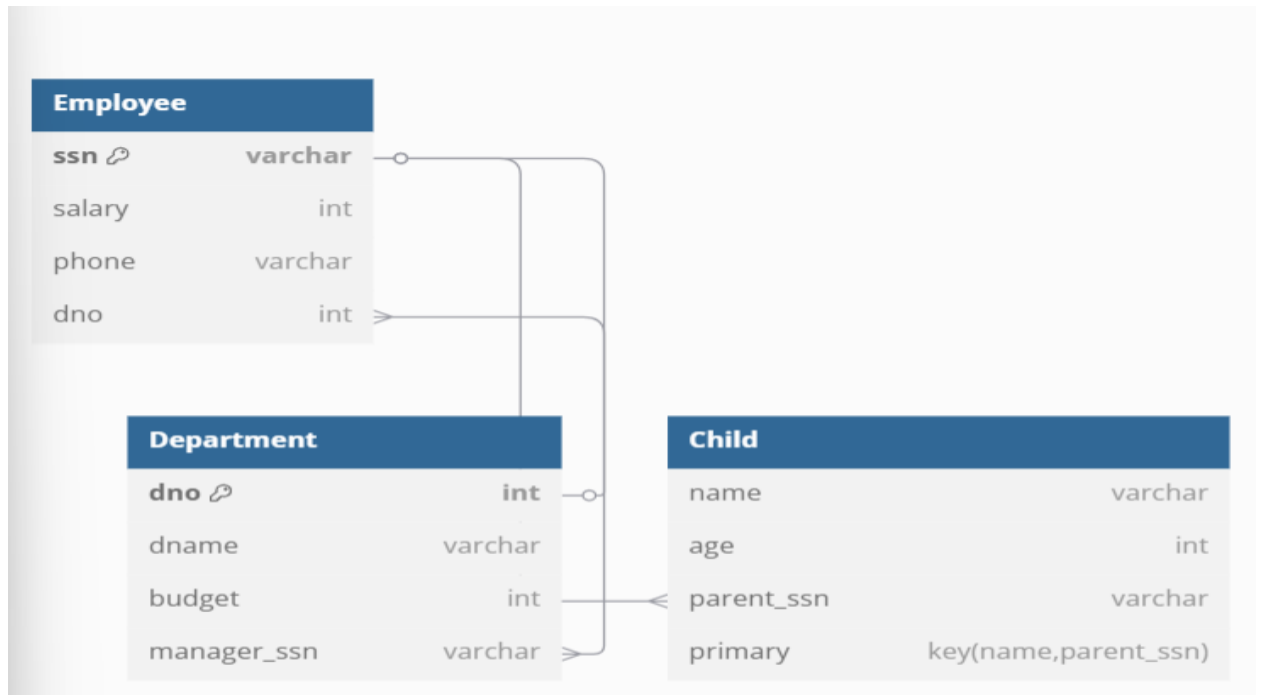 Employee
ssn varchar
salary int
phone varchar
dno int
Department
dno int
dname varchar
budget int
manager_ssn varchar
Child
name varchar
age int
parent_ssn varchar
primary key(name,parent_ssn)